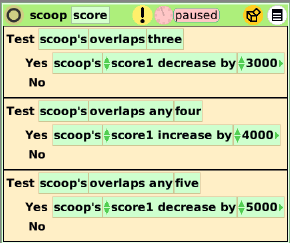 scoop score ! paused
Test scoop's overlaps three
Yes scoop's score1 decrease by 3000
No
Test scoop's overlaps any four
Yes scoop's score1 increase by 4000
No
Test scoop's overlaps any five
Yes scoop's score1 decrease by 5000
No